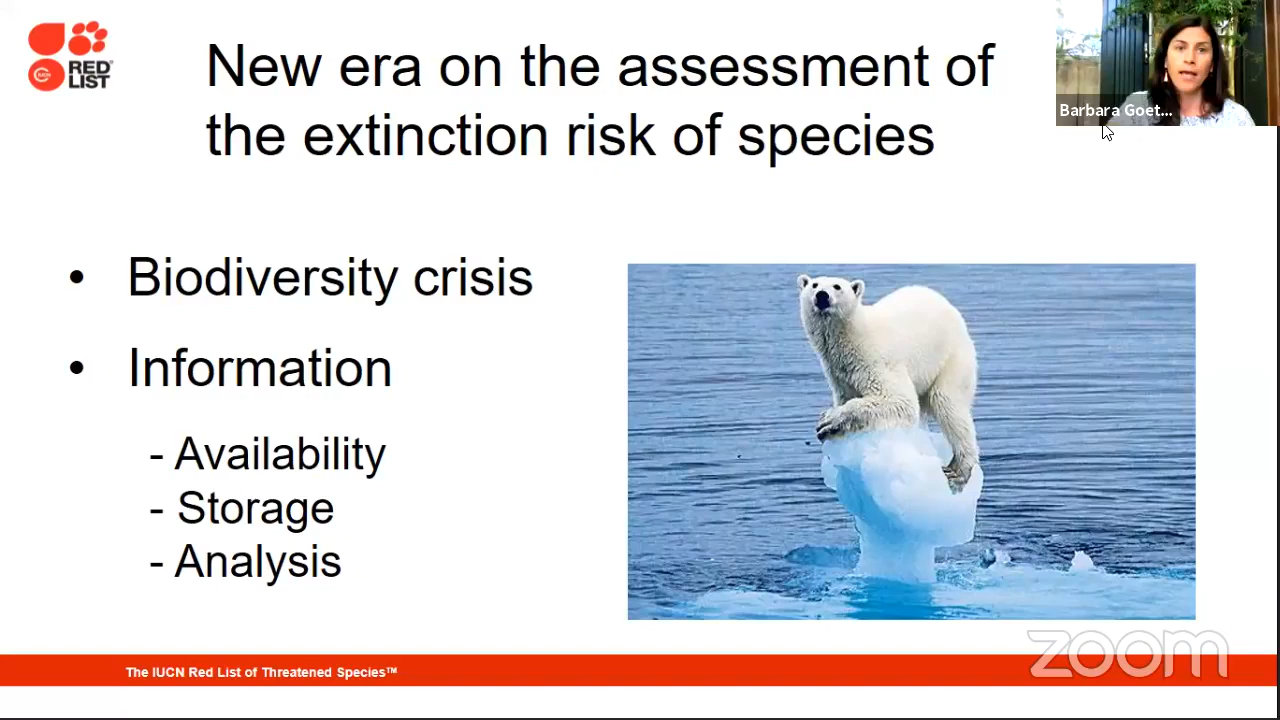 IUCN
RED
LIST
New era on the assessment of
the extinction risk of species
Barbara Goet...
• Biodiversity crisis
• Information
- Availability
- Storage
- Analysis
The IUCN Red List of Threatened Species™
zoom